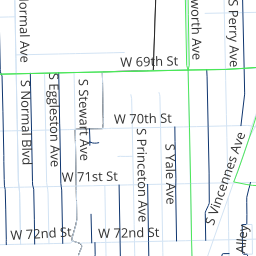 ormal Ave
worth Ave
S Perry Ave
W 69th St
S Normal Blvd
S Eggleston Ave
S Stewart Ave
W 70th St
S Princeton Ave
S Yale Ave
S Vincennes Ave
W 71st St
W 72nd St
W 72nd St
Alley